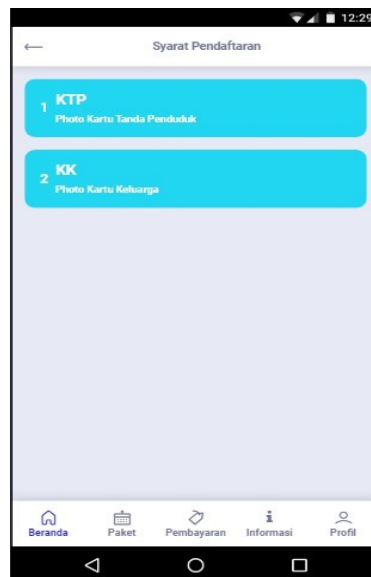 12:29
Syarat Pendaftaran
1 KTP
Photo Kartu Tanda Penduduk
2 KK
Photo Kartu Keluarga
Beranda Paket Pembayaran Informasi Profil